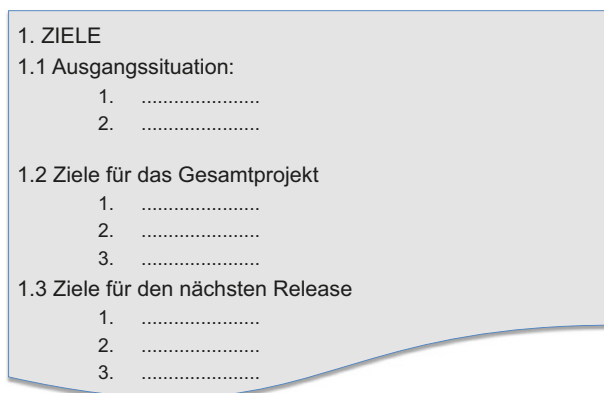 1. ZIELE
1.1 Ausgangssituation:
1. ......................
2. ......................
1.2 Ziele für das Gesamtprojekt
1. ......................
2. ......................
3. ......................
1.3 Ziele für den nächsten Release
1. ......................
2. ......................
3. ......................